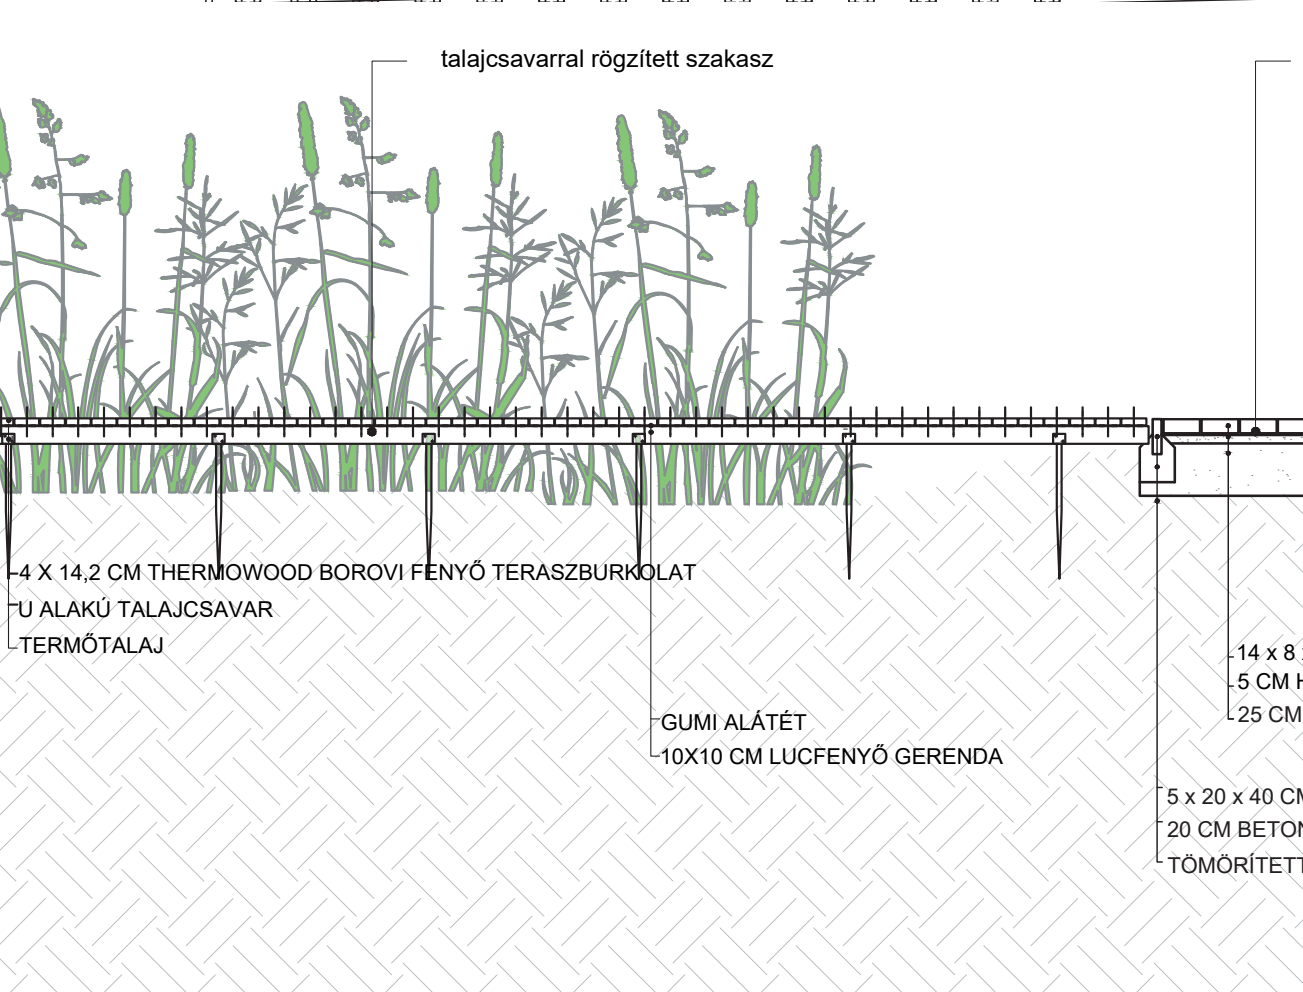 talajcsavarral rögzített szakasz
4 X 14,2 CM THERMOWOOD BOROVI FENYŐ TERASZBURKOLAT
U ALAKÚ TALAJCSAVAR
TERMŐTALAJ
14 x 8
5 CM H
25 CM
GUMI ALÁTÉT
10X10 CM LUCFENYŐ GERENDA
5 x 20 x 40 CM
20 CM BETON
TÖMÖRÍTETT